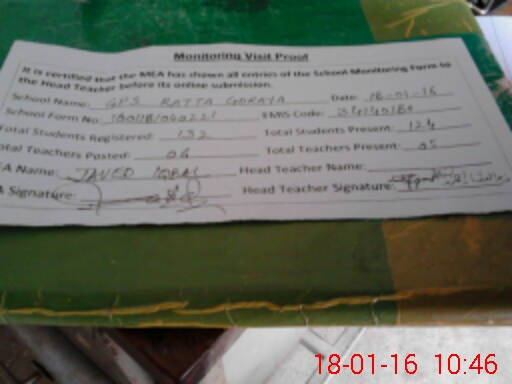 Monitoring Visit Proof
It is certified that the MEA has shown all entries of the School Monitoring Form to
the Head Teacher before its online submission.
School Name: GPS RATTA GORAYA Date: 18-01-16
School Form No: EMIS Code:
Total Students Registered: 132 Total Students Present: 124
Total Teachers Posted: 06 Total Teachers Present: 05
EA Name: JAVED IQBAL Head Teacher Name:
A Signature: Head Teacher Signature:
18-01-16 10:46